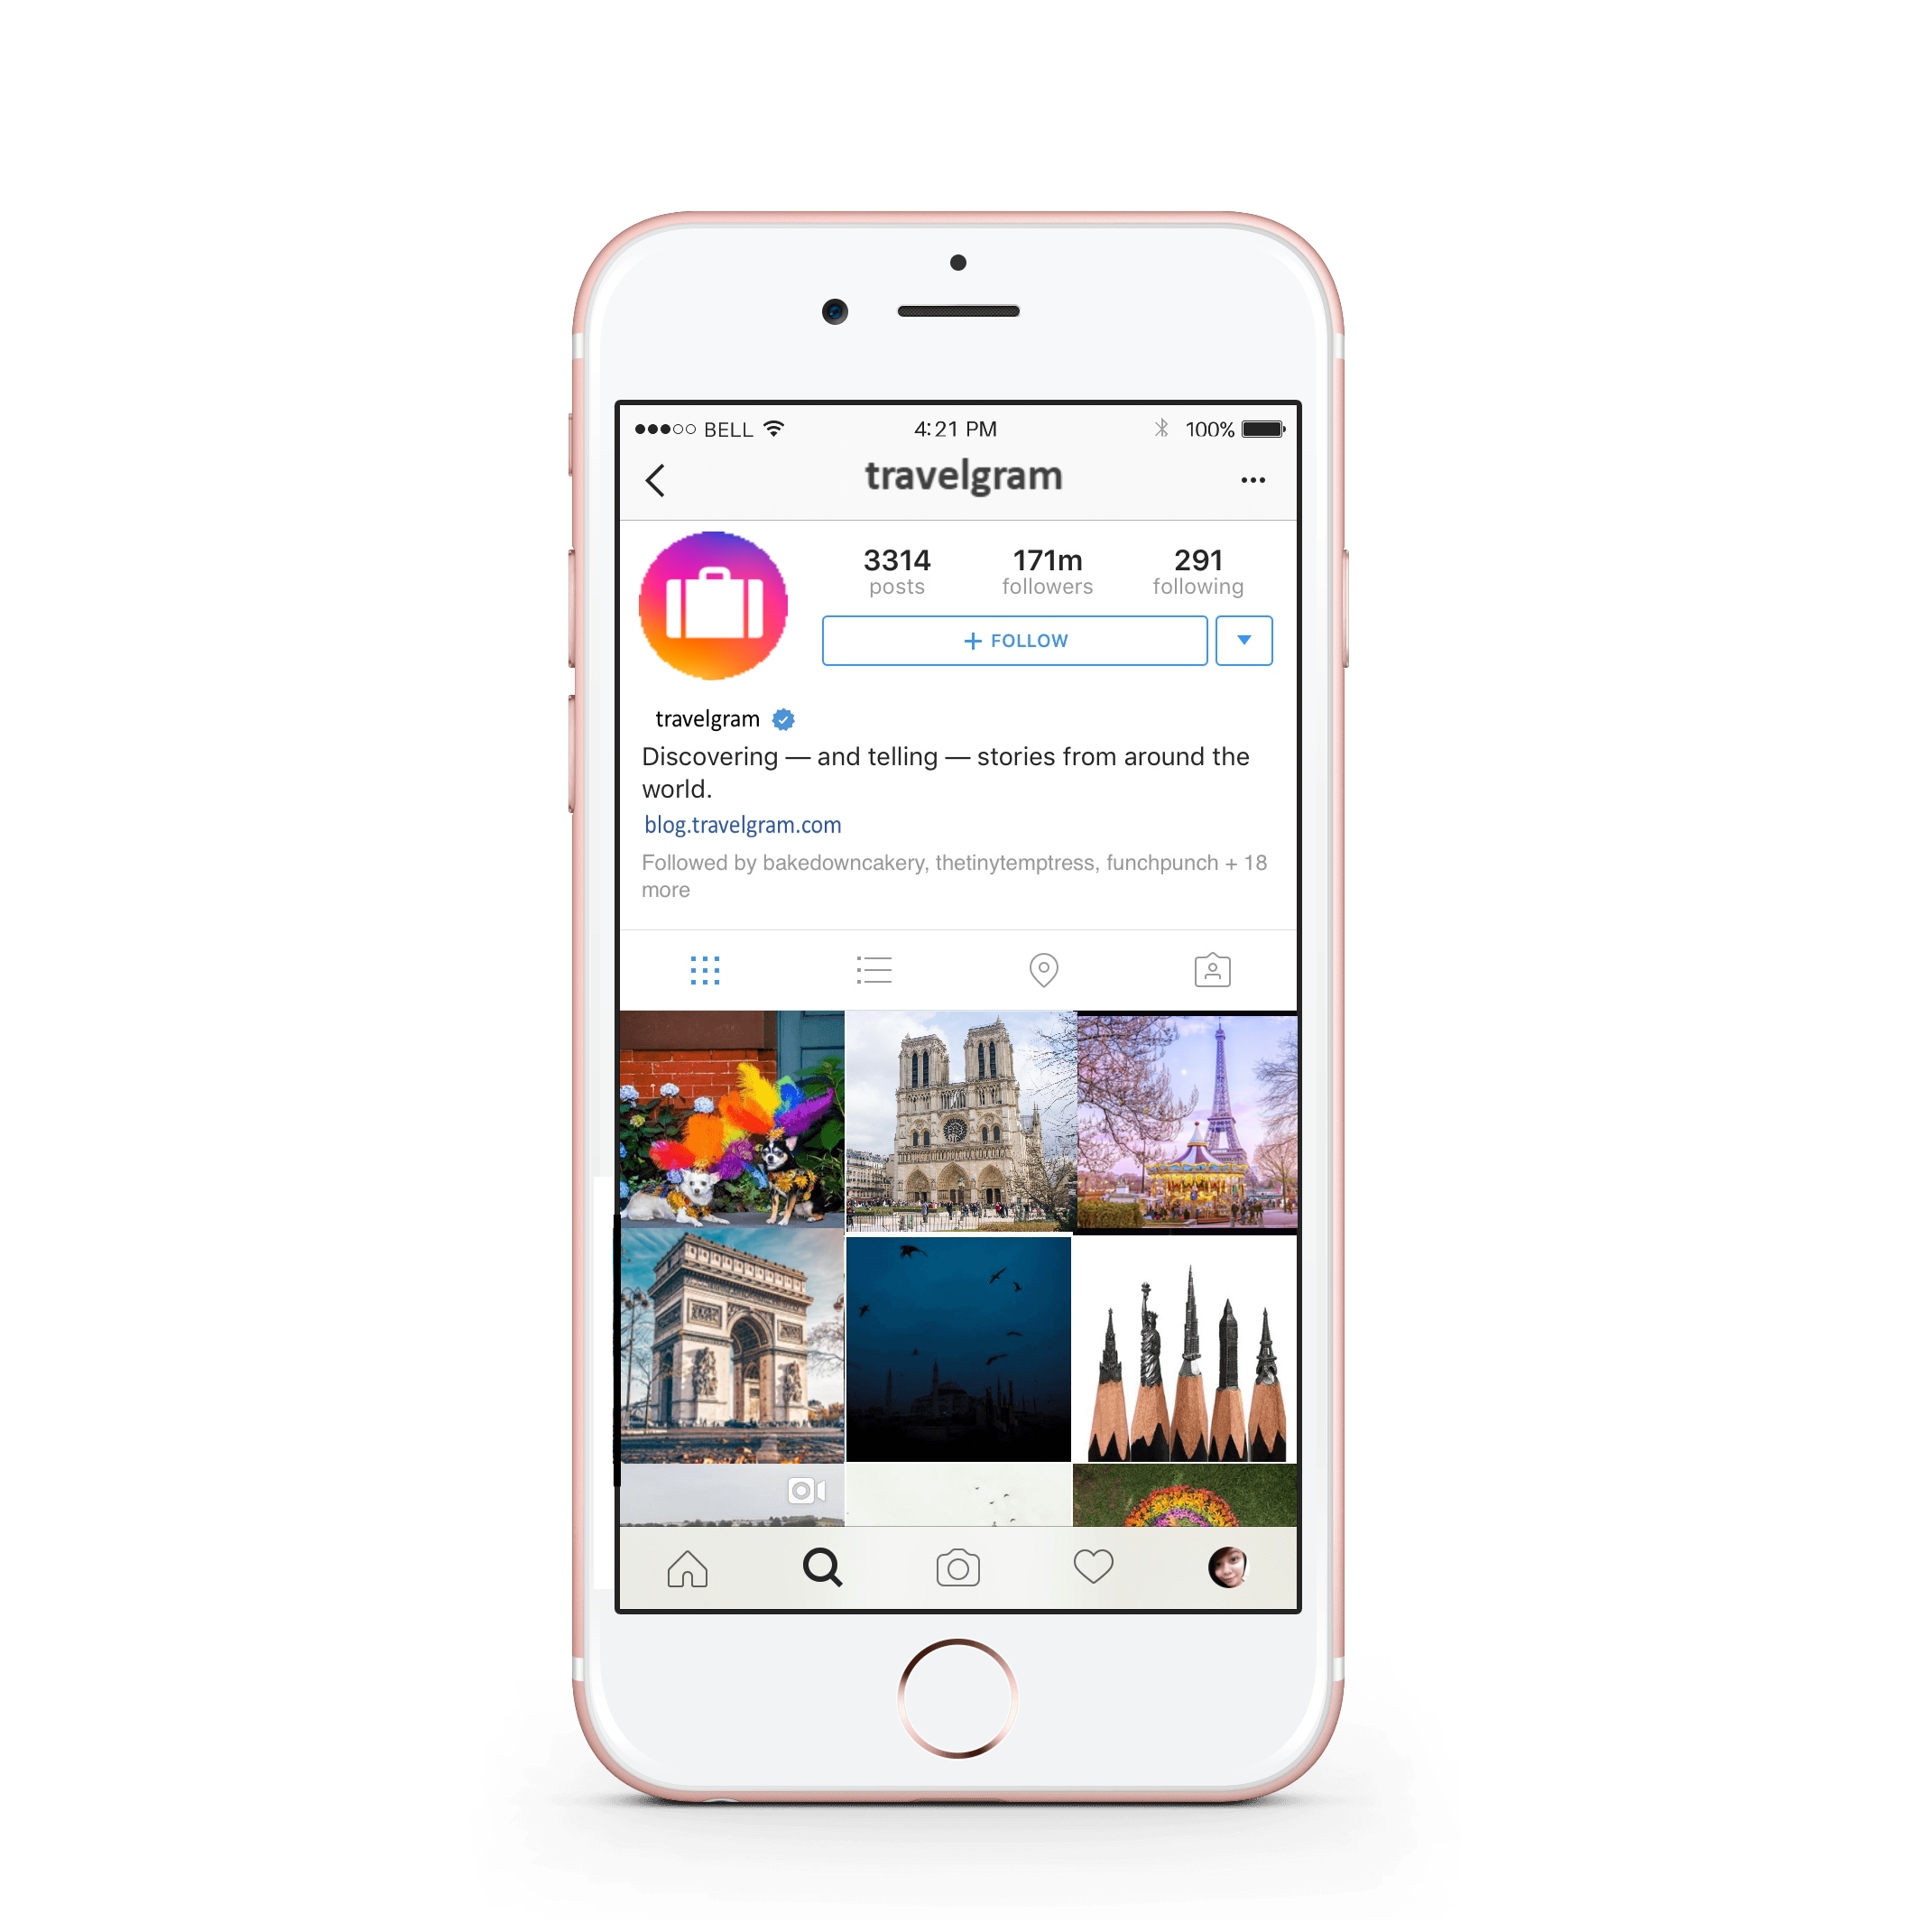 BELL 4:21 PM 100%
travelgram
3314 171m 291
posts followers following
+ FOLLOW
travelgram
Discovering — and telling — stories from around the
world.
blog.travelgram.com
Followed by bakedowncakery, thetinytemptress, funchpunch + 18
more